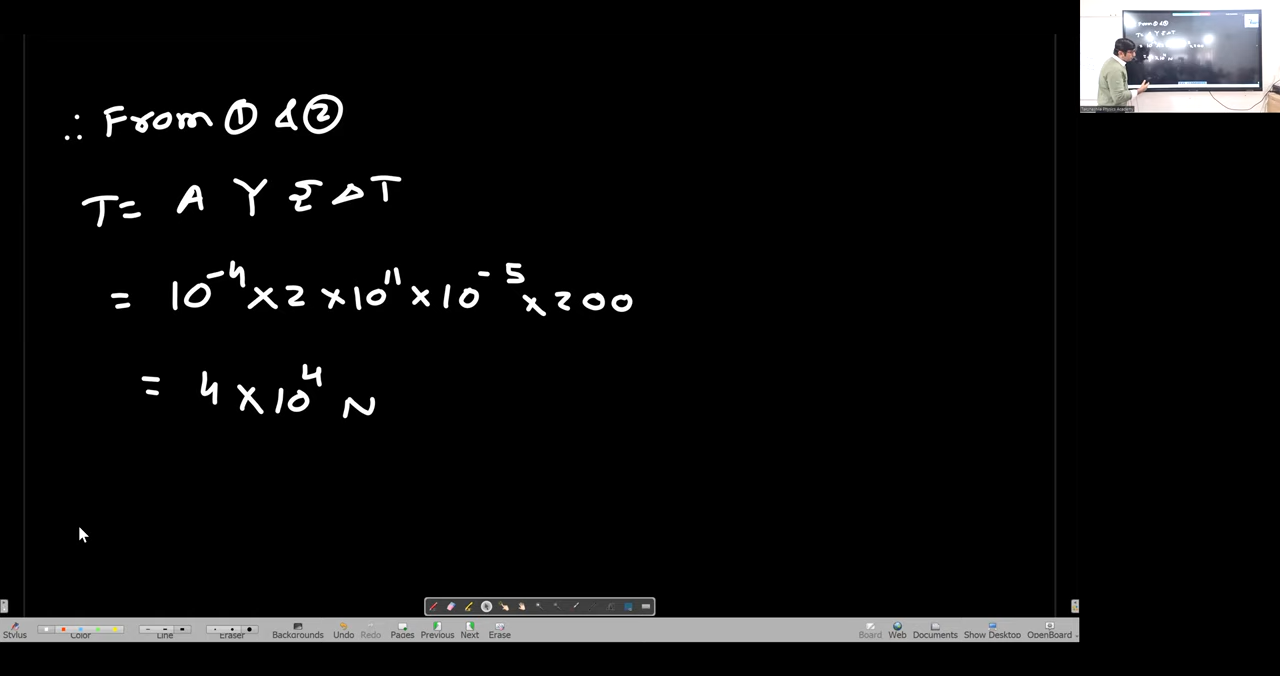 ∴ From ① & ②
T = A Y Σ Δ T
= 10⁻⁴ × 2 × 10¹¹ × 10⁻⁵ × 200
= 4 × 10⁴ N
Stylus Color Line Eraser Backgrounds Undo Redo Pages Previous Next Erase Board Web Documents Show Desktop OpenBoard